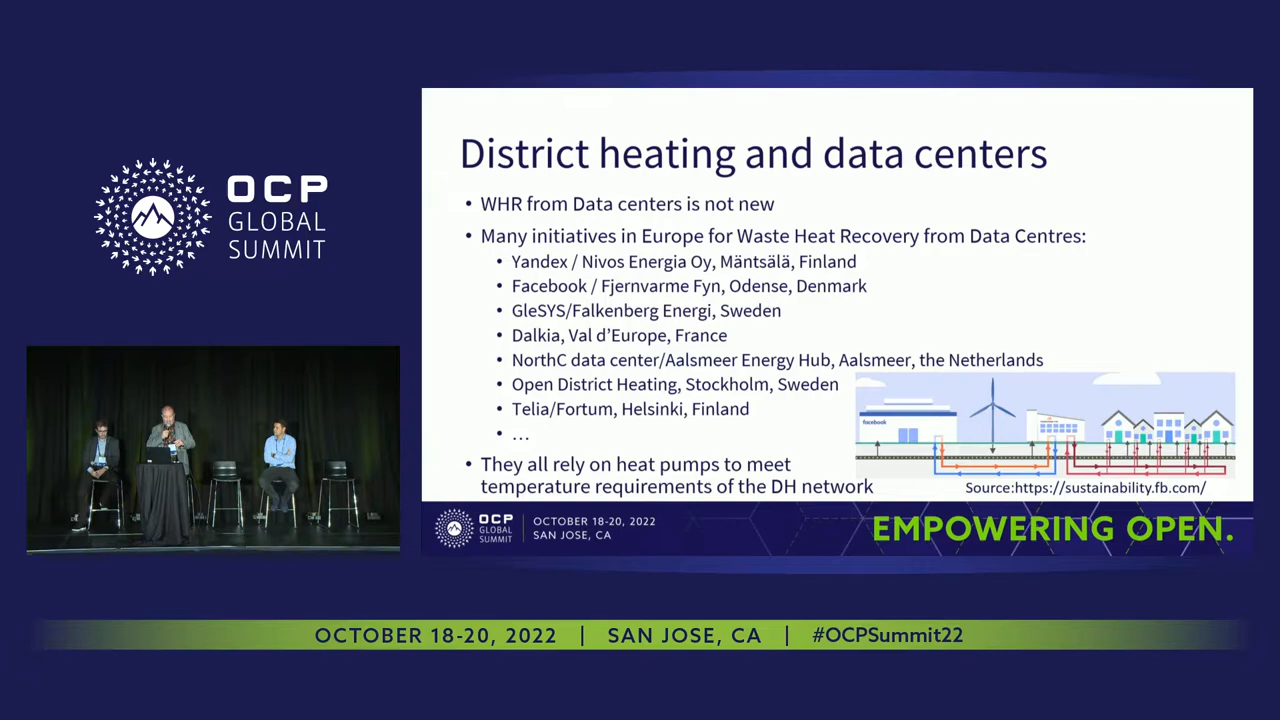 OCP
GLOBAL
SUMMIT
District heating and data centers
• WHR from Data centers is not new
• Many initiatives in Europe for Waste Heat Recovery from Data Centres:
• Yandex / Nivos Energia Oy, Mäntsälä, Finland
• Facebook / Fjernvarme Fyn, Odense, Denmark
• GleSYS/Falkenberg Energi, Sweden
• Dalkia, Val d’Europe, France
• NorthC data center/Aalsmeer Energy Hub, Aalsmeer, the Netherlands
• Open District Heating, Stockholm, Sweden
• Telia/Fortum, Helsinki, Finland
• …
• They all rely on heat pumps to meet
temperature requirements of the DH network
facebook
Source:https://sustainability.fb.com/
OCP
GLOBAL
SUMMIT
OCTOBER 18-20, 2022
SAN JOSE, CA
EMPOWERING OPEN.
OCTOBER 18-20, 2022 | SAN JOSE, CA | #OCPSummit22